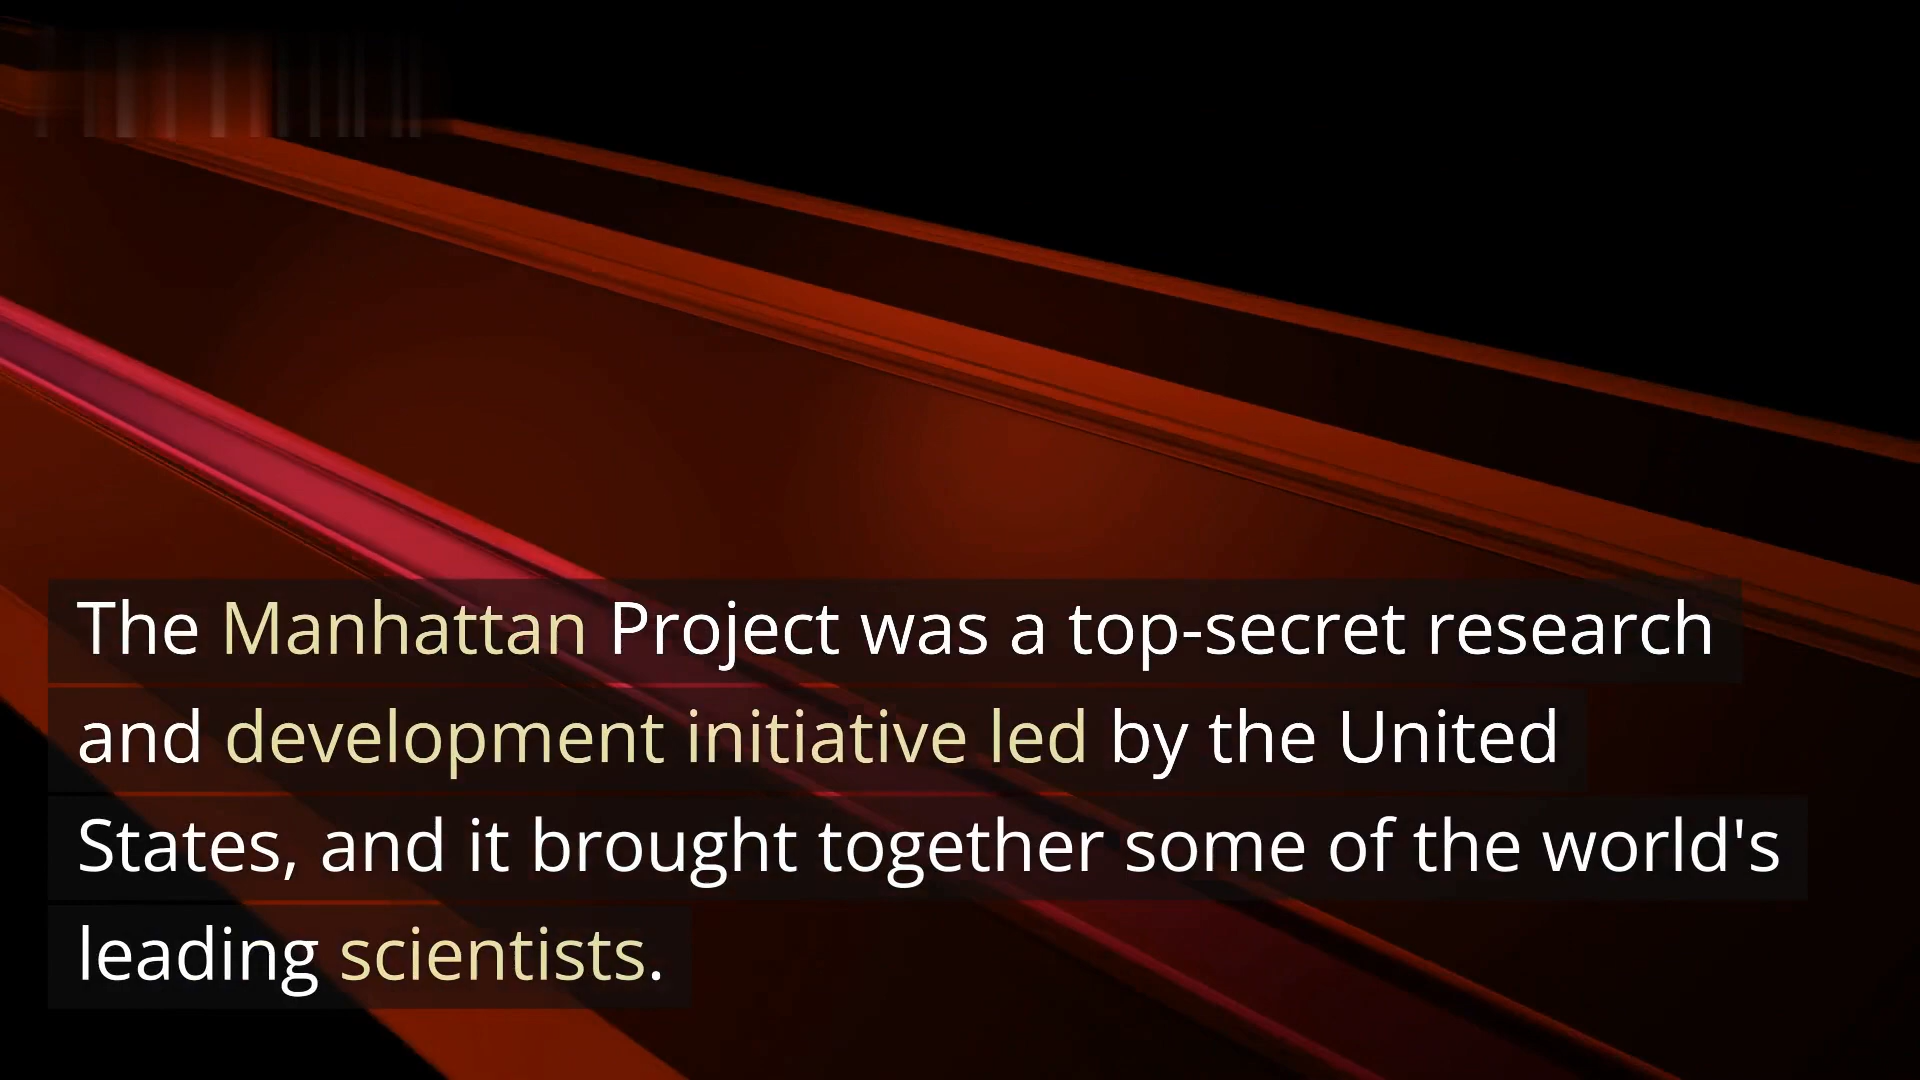 The Manhattan Project was a top-secret research
and development initiative led by the United
States, and it brought together some of the world's
leading scientists.